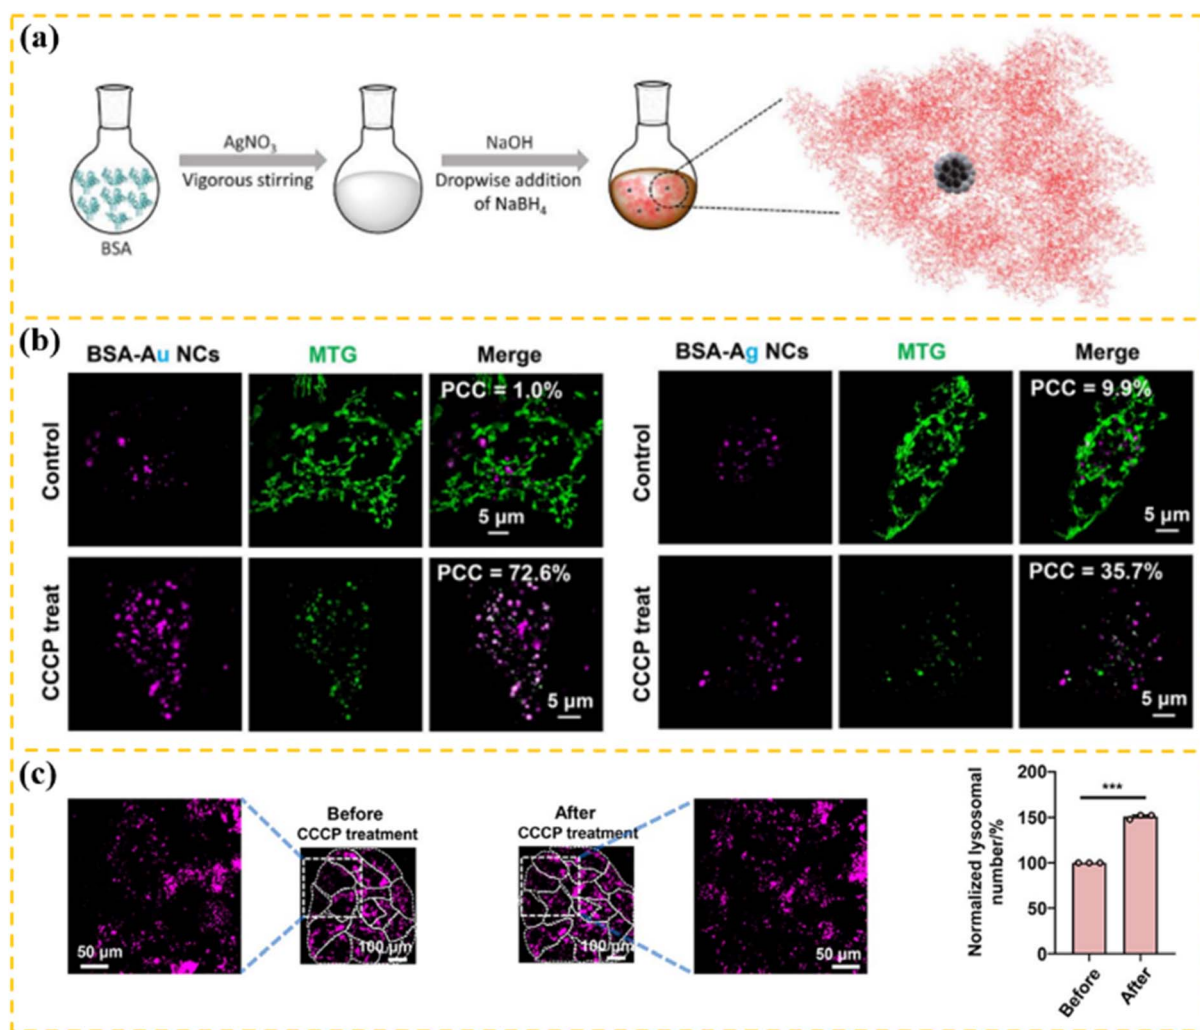 (a)
AgNO₃
Vigorous stirring
NaOH
Dropwise addition
of NaBH₄
BSA
(b)
BSA-Au NCs
MTG
Merge
BSA-Ag NCs
MTG
Merge
Control
PCC = 1.0%
5 µm
Control
PCC = 9.9%
5 µm
CCCP treat
PCC = 72.6%
5 µm
CCCP treat
PCC = 35.7%
5 µm
(c)
50 µm
Before
CCCP treatment
100 µm
After
CCCP treatment
100 µm
50 µm
Normalized lysosomal
number/%
200
150
100
50
0
***
Before
After